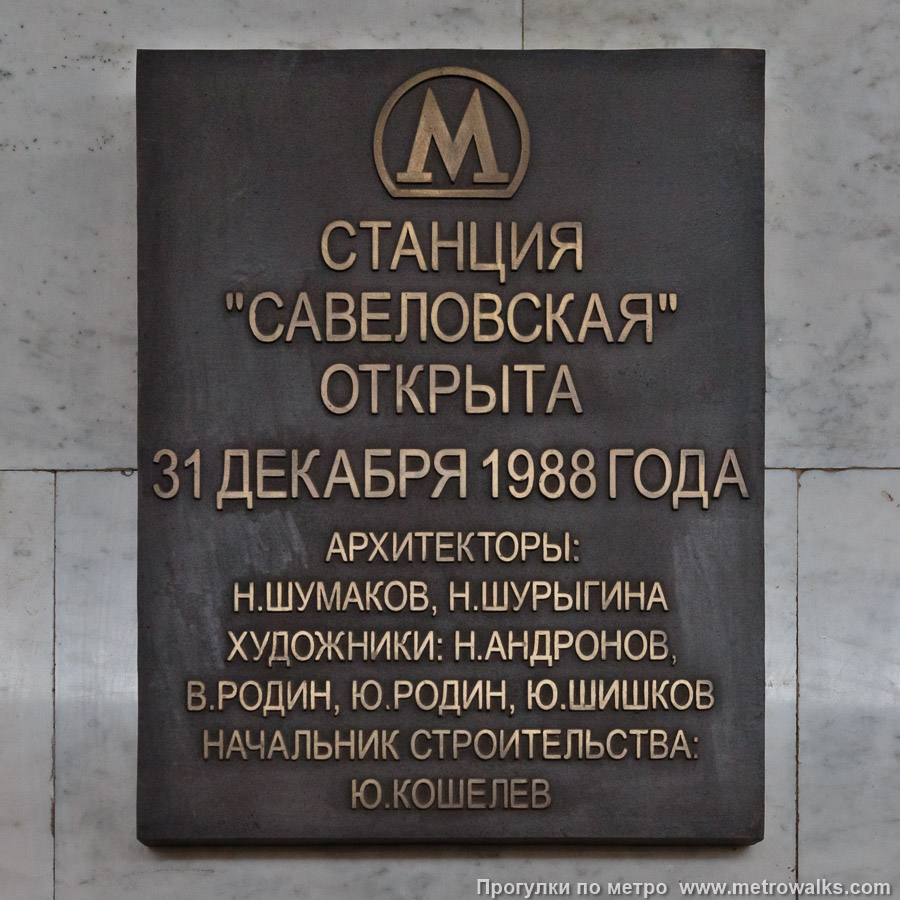 М
СТАНЦИЯ
"САВЕЛОВСКАЯ"
ОТКРЫТА
31 ДЕКАБРЯ 1988 ГОДА
АРХИТЕКТОРЫ:
Н.ШУМАКОВ, Н.ШУРЫГИНА
ХУДОЖНИКИ: Н.АНДРОНОВ,
В.РОДИН, Ю.РОДИН, Ю.ШИШКОВ
НАЧАЛЬНИК СТРОИТЕЛЬСТВА:
Ю.КОШЕЛЕВ
Прогулки по метро www.metrowalks.com